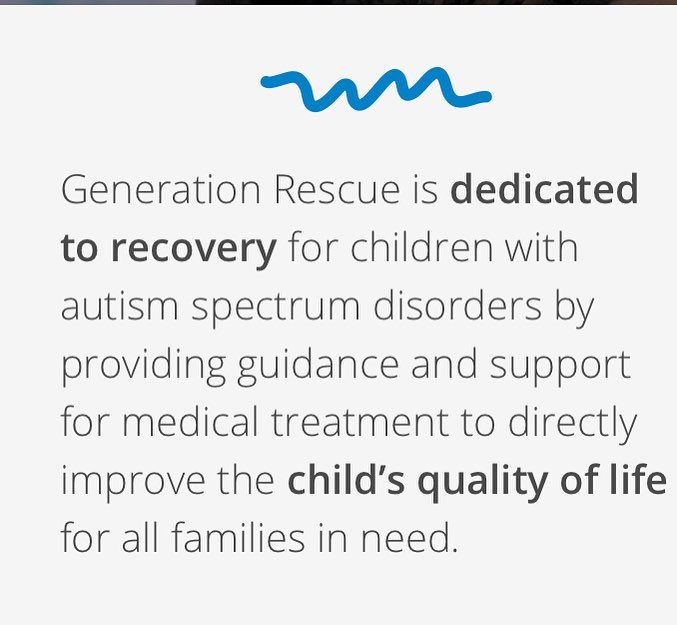 Generation Rescue is dedicated
to recovery for children with
autism spectrum disorders by
providing guidance and support
for medical treatment to directly
improve the child’s quality of life
for all families in need.